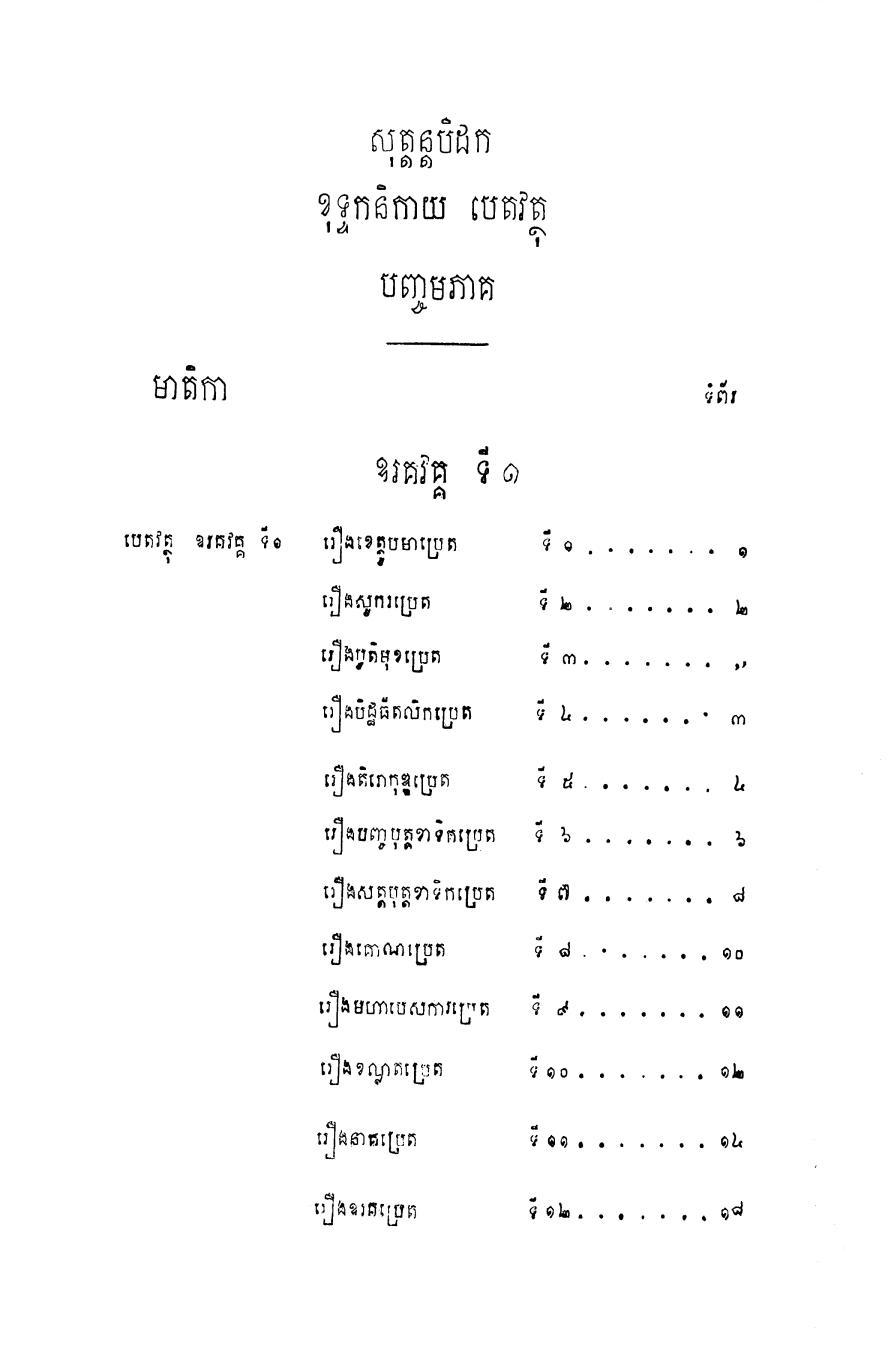 សុត្តន្តបិដក
ខុទ្ទកនិកាយ បេតវត្ថុ
បញ្ចមភាគ
មាតិកា ទំព័រ
ឧរគវគ្គ ទី ១
បេតវត្ថុ ឧរគវគ្គ ទី១ រឿងខេត្តូបមាប្រេត ទី ១ . . . . . . . ១
រឿងសូករប្រេត ទី ២ . . . . . . . ២
រឿងបូតិមុខប្រេត ទី ៣ . . . . . . . ,,
រឿងបិដ្ឋធីតលិកប្រេត ទី ៤ . . . . . . . ៣
រឿងតិរោកុឌ្ឌប្រេត ទី ៥ . . . . . . . ៤
រឿងបញ្ចបុត្តខាទិកប្រេត ទី ៦ . . . . . . . ៦
រឿងសត្តបុត្តខាទិកប្រេត ទី ៧ . . . . . . . ៨
រឿងគោណប្រេត ទី ៨ . . . . . . . ១០
រឿងមហាបេសការប្រេត ទី ៩ . . . . . . . ១១
រឿងខល្លាតប្រេត ទី ១០ . . . . . . . ១២
រឿងនាគប្រេត ទី ១១ . . . . . . . ១៤
រឿងឧរគប្រេត ទី ១២ . . . . . . . ១៨